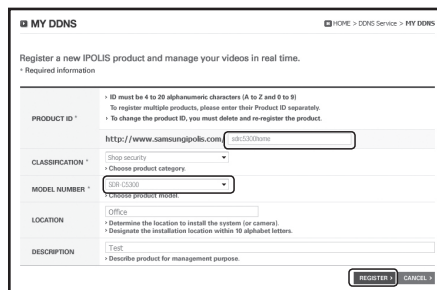 MY DDNS
HOME > DDNS Service > MY DDNS
Register a new IPOLIS product and manage your videos in real time.
* Required information
PRODUCT ID *
› ID must be 4 to 20 alphanumeric characters (A to Z and 0 to 9)
To register multiple products, please enter their Product ID separately.
› To change the product ID, you must delete and re-register the product.
http://www.samsungipolis.com/ sdrc5300home
CLASSIFICATION *
Shop security
› Choose product category.
MODEL NUMBER *
SDR-C5300
› Choose product model.
LOCATION
Office
› Determine the location to install the system (or camera).
› Designate the installation location within 10 alphabet letters.
DESCRIPTION
Test
› Describe product for management purpose.
REGISTER › CANCEL ›